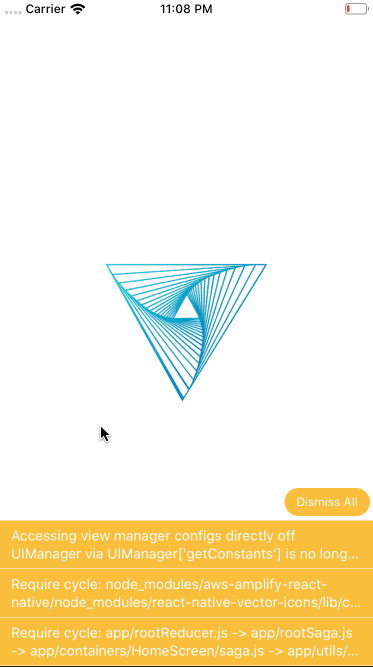 Carrier 11:08 PM
Dismiss All
Accessing view manager configs directly off
UIManager via UIManager['getConstants'] is no long...
Require cycle: node_modules/aws-amplify-react-
native/node_modules/react-native-vector-icons/lib/c...
Require cycle: app/rootReducer.js -> app/rootSaga.js
-> app/containers/HomeScreen/saga.js -> app/utils/...